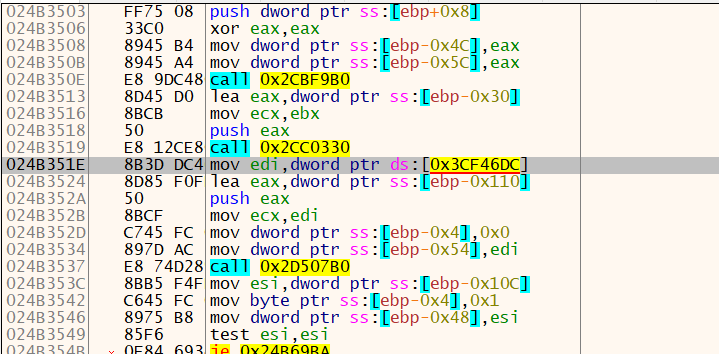 024B3503 FF75 08 push dword ptr ss:[ebp+0x8]
024B3506 33C0 xor eax,eax
024B3508 8945 B4 mov dword ptr ss:[ebp-0x4C],eax
024B350B 8945 A4 mov dword ptr ss:[ebp-0x5C],eax
024B350E E8 9DC48 call 0x2CBF9B0
024B3513 8D45 D0 lea eax,dword ptr ss:[ebp-0x30]
024B3516 8BCB mov ecx,ebx
024B3518 50 push eax
024B3519 E8 12CE8 call 0x2CC0330
024B351E 8B3D DC4 mov edi,dword ptr ds:[0x3CF46DC]
024B3524 8D85 F0F lea eax,dword ptr ss:[ebp-0x110]
024B352A 50 push eax
024B352B 8BCF mov ecx,edi
024B352D C745 FC mov dword ptr ss:[ebp-0x4],0x0
024B3534 897D AC mov dword ptr ss:[ebp-0x54],edi
024B3537 E8 74D28 call 0x2D507B0
024B353C 8BB5 F4F mov esi,dword ptr ss:[ebp-0x10C]
024B3542 C645 FC mov byte ptr ss:[ebp-0x4],0x1
024B3546 8975 B8 mov dword ptr ss:[ebp-0x48],esi
024B3549 85F6 test esi,esi
024B354B 0F84 693 je 0x24B69BA